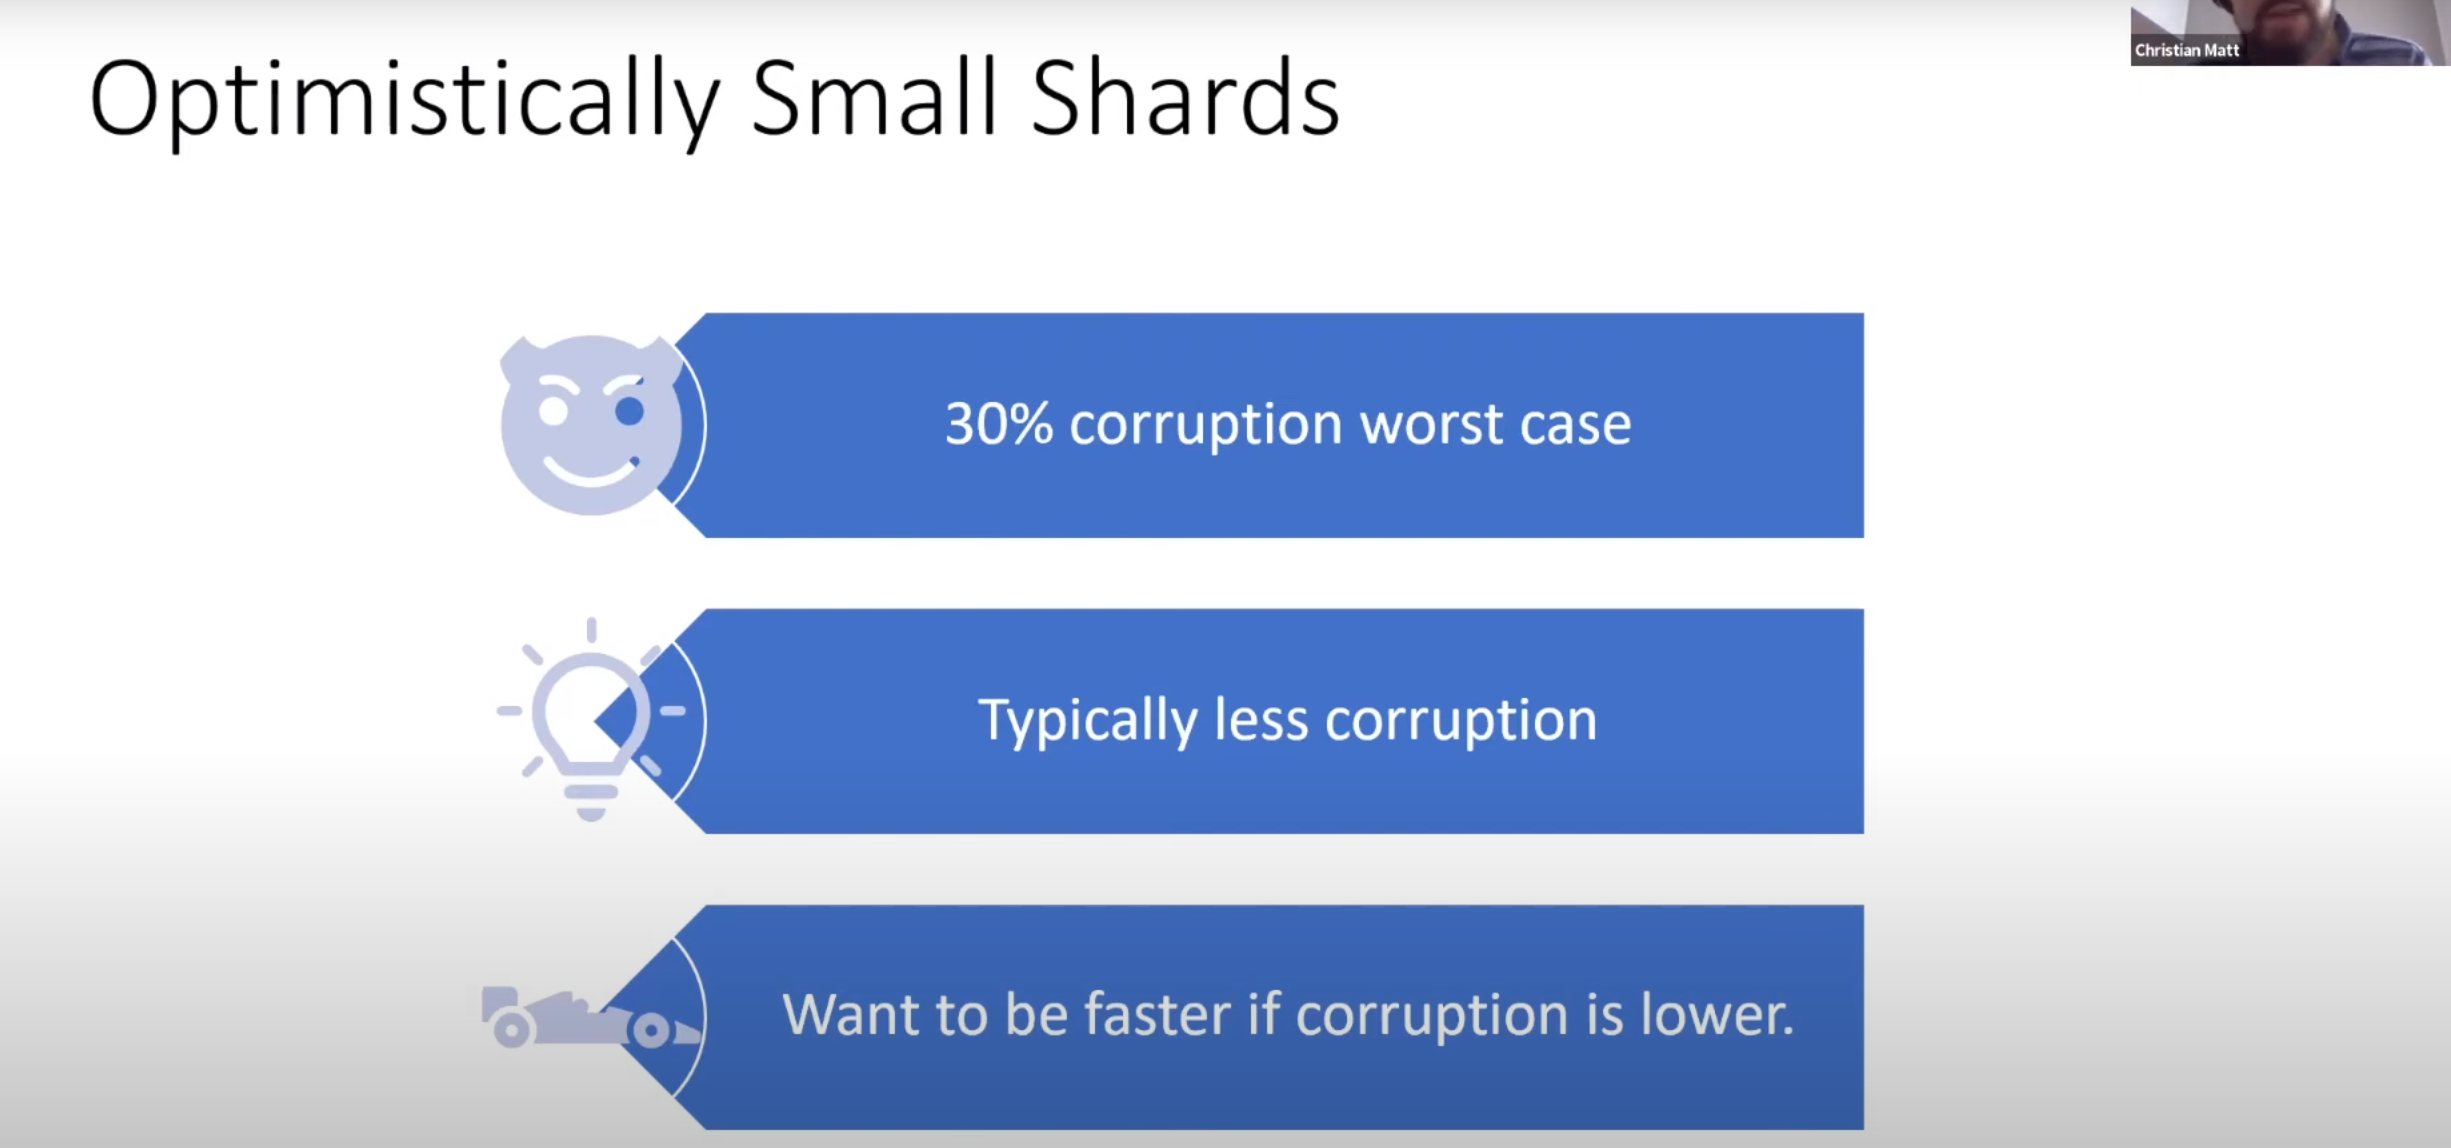 Optimistically Small Shards
Christian Matt
30% corruption worst case
Typically less corruption
Want to be faster if corruption is lower.